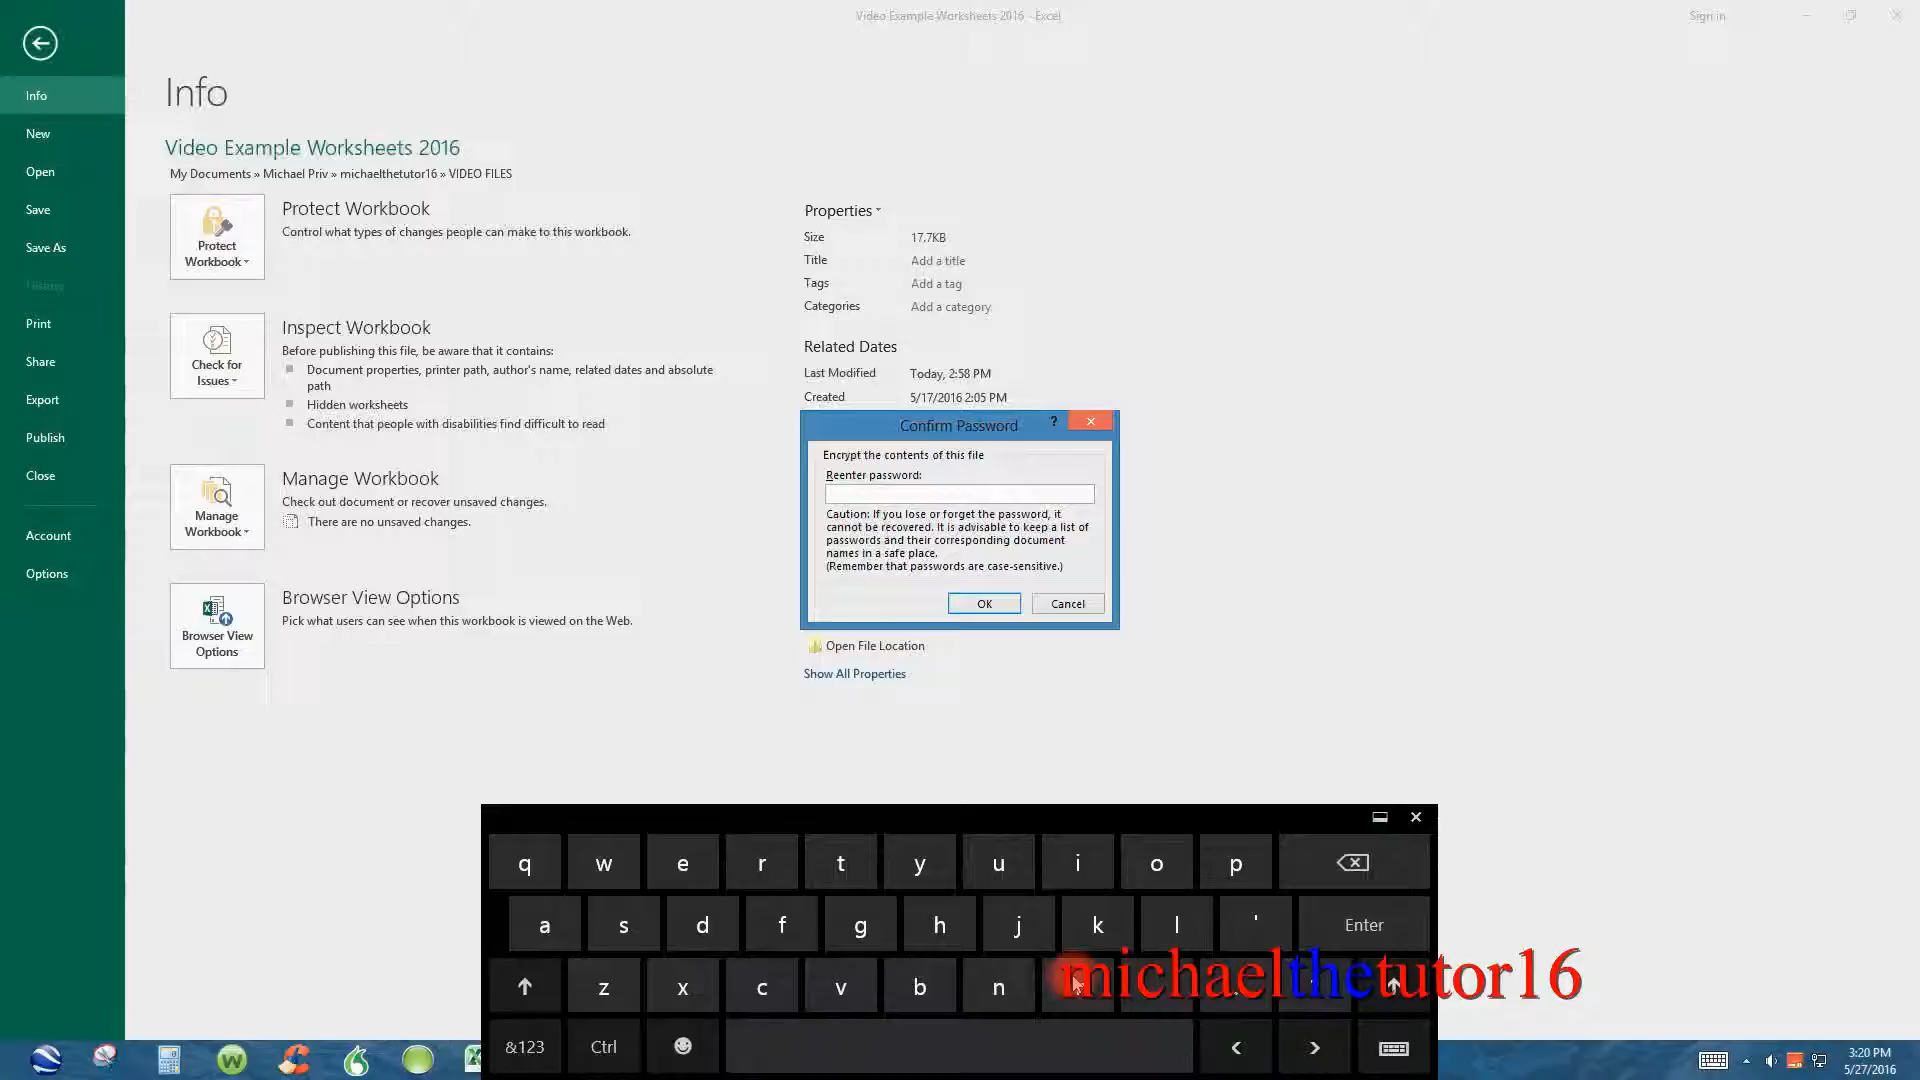 Video Example Worksheets 2016 - Excel
Sign in
Info
New
Open
Save
Save As
History
Print
Share
Export
Publish
Close
Account
Options
Info
Video Example Worksheets 2016
My Documents » Michael Priv » michaelthetutor16 » VIDEO FILES
Protect Workbook
Protect Workbook
Control what types of changes people can make to this workbook.
Check for Issues
Inspect Workbook
Before publishing this file, be aware that it contains:
Document properties, printer path, author's name, related dates and absolute
path
Hidden worksheets
Content that people with disabilities find difficult to read
Manage Workbook
Manage Workbook
Check out document or recover unsaved changes.
There are no unsaved changes.
Browser View Options
Browser View Options
Pick what users can see when this workbook is viewed on the Web.
Properties
Size 17,7KB
Title Add a title
Tags Add a tag
Categories Add a category
Related Dates
Last Modified Today, 2:58 PM
Created 5/17/2016 2:05 PM
Confirm Password ?
Encrypt the contents of this file
Reenter password:
Caution: If you lose or forget the password, it
cannot be recovered. It is advisable to keep a list of
passwords and their corresponding document
names in a safe place.
(Remember that passwords are case-sensitive.)
OK Cancel
Open File Location
Show All Properties
q w e r t y u i o p
a s d f g h j k l ' Enter
z x c v b n
michaelthetutor16
&123 Ctrl < >
3:20 PM
5/27/2016